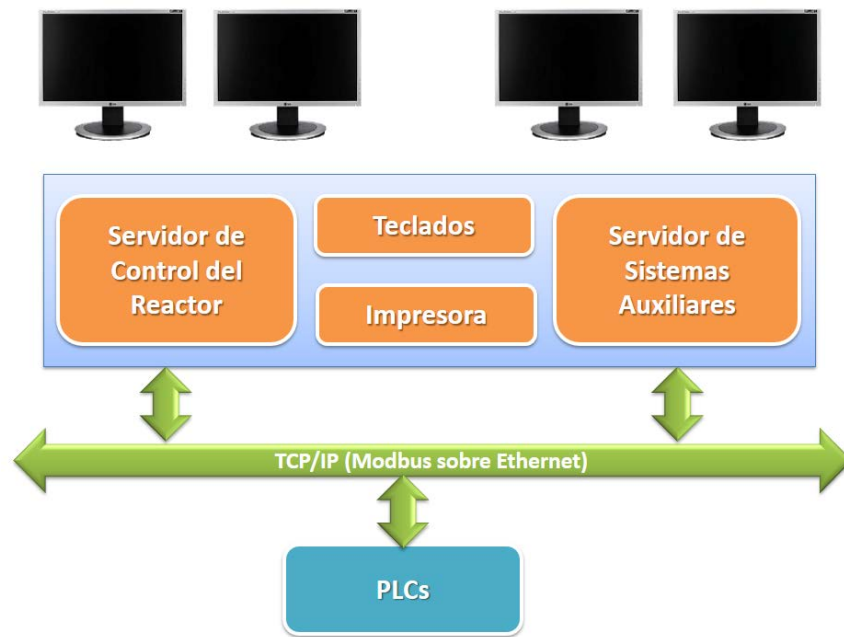 Servidor de
Control del
Reactor
Teclados
Impresora
Servidor de
Sistemas
Auxiliares
TCP/IP (Modbus sobre Ethernet)
PLCs